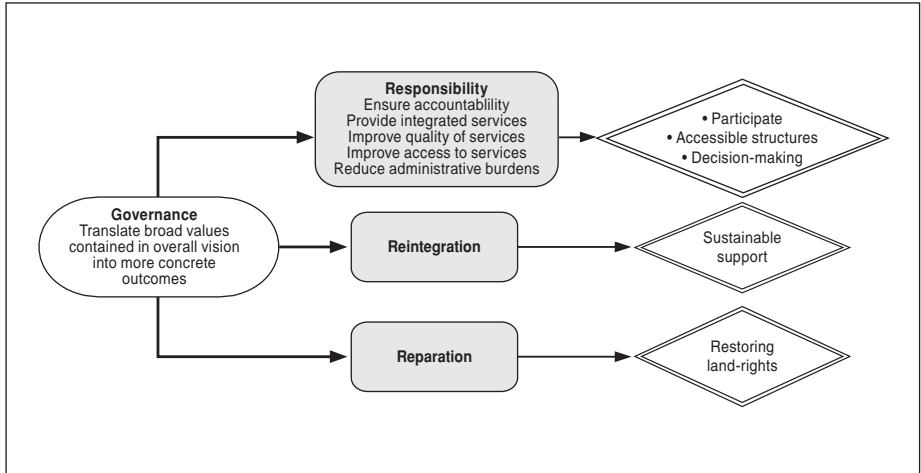 Responsibility
Ensure accountablility
Provide integrated services
Improve quality of services
Improve access to services
Reduce administrative burdens
• Participate
• Accessible structures
• Decision-making
Governance
Translate broad values
contained in overall vision
into more concrete
outcomes
Reintegration
Sustainable
support
Reparation
Restoring
land-rights